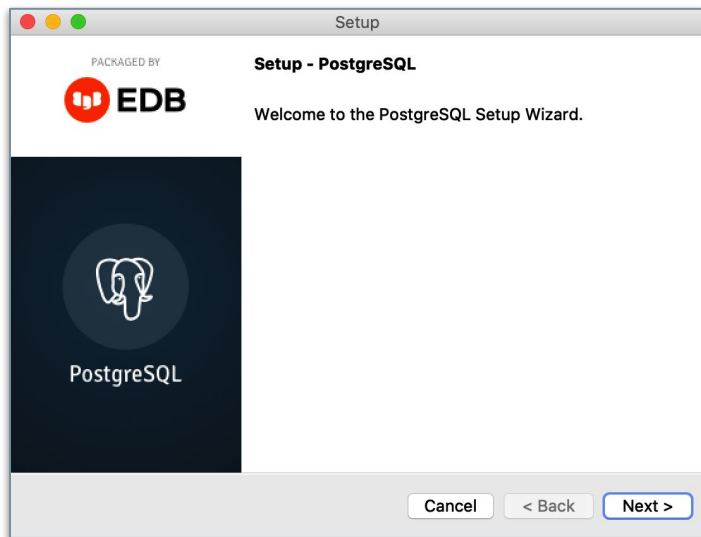 Setup
PACKAGED BY
EDB
Setup - PostgreSQL
Welcome to the PostgreSQL Setup Wizard.
PostgreSQL
Cancel
< Back
Next >